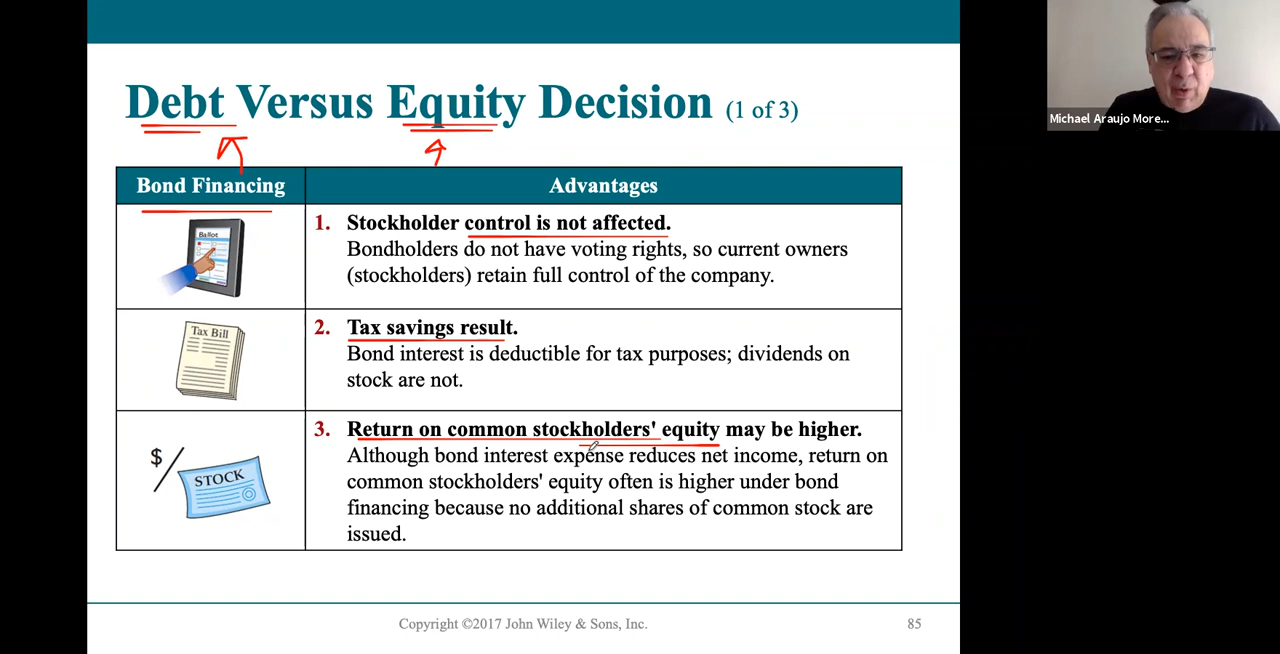 Debt Versus Equity Decision (1 of 3)
Michael Araujo More...
Bond Financing
Advantages
Ballot
1. Stockholder control is not affected.
Bondholders do not have voting rights, so current owners
(stockholders) retain full control of the company.
Tax Bill
2. Tax savings result.
Bond interest is deductible for tax purposes; dividends on
stock are not.
$/
STOCK
3. Return on common stockholders' equity may be higher.
Although bond interest expense reduces net income, return on
common stockholders' equity often is higher under bond
financing because no additional shares of common stock are
issued.
Copyright ©2017 John Wiley & Sons, Inc.
85